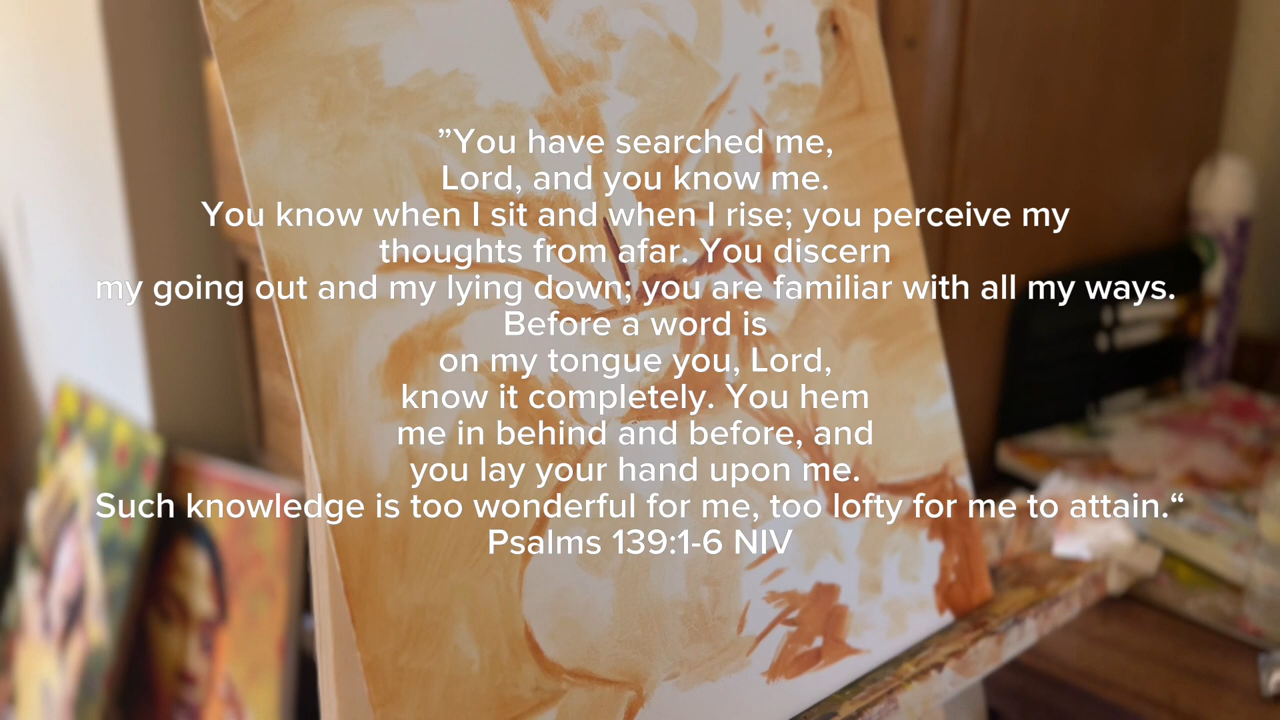 ”You have searched me,
Lord, and you know me.
You know when I sit and when I rise; you perceive my
thoughts from afar. You discern
my going out and my lying down; you are familiar with all my ways.
Before a word is
on my tongue you, Lord,
know it completely. You hem
me in behind and before, and
you lay your hand upon me.
Such knowledge is too wonderful for me, too lofty for me to attain.“
Psalms 139:1-6 NIV